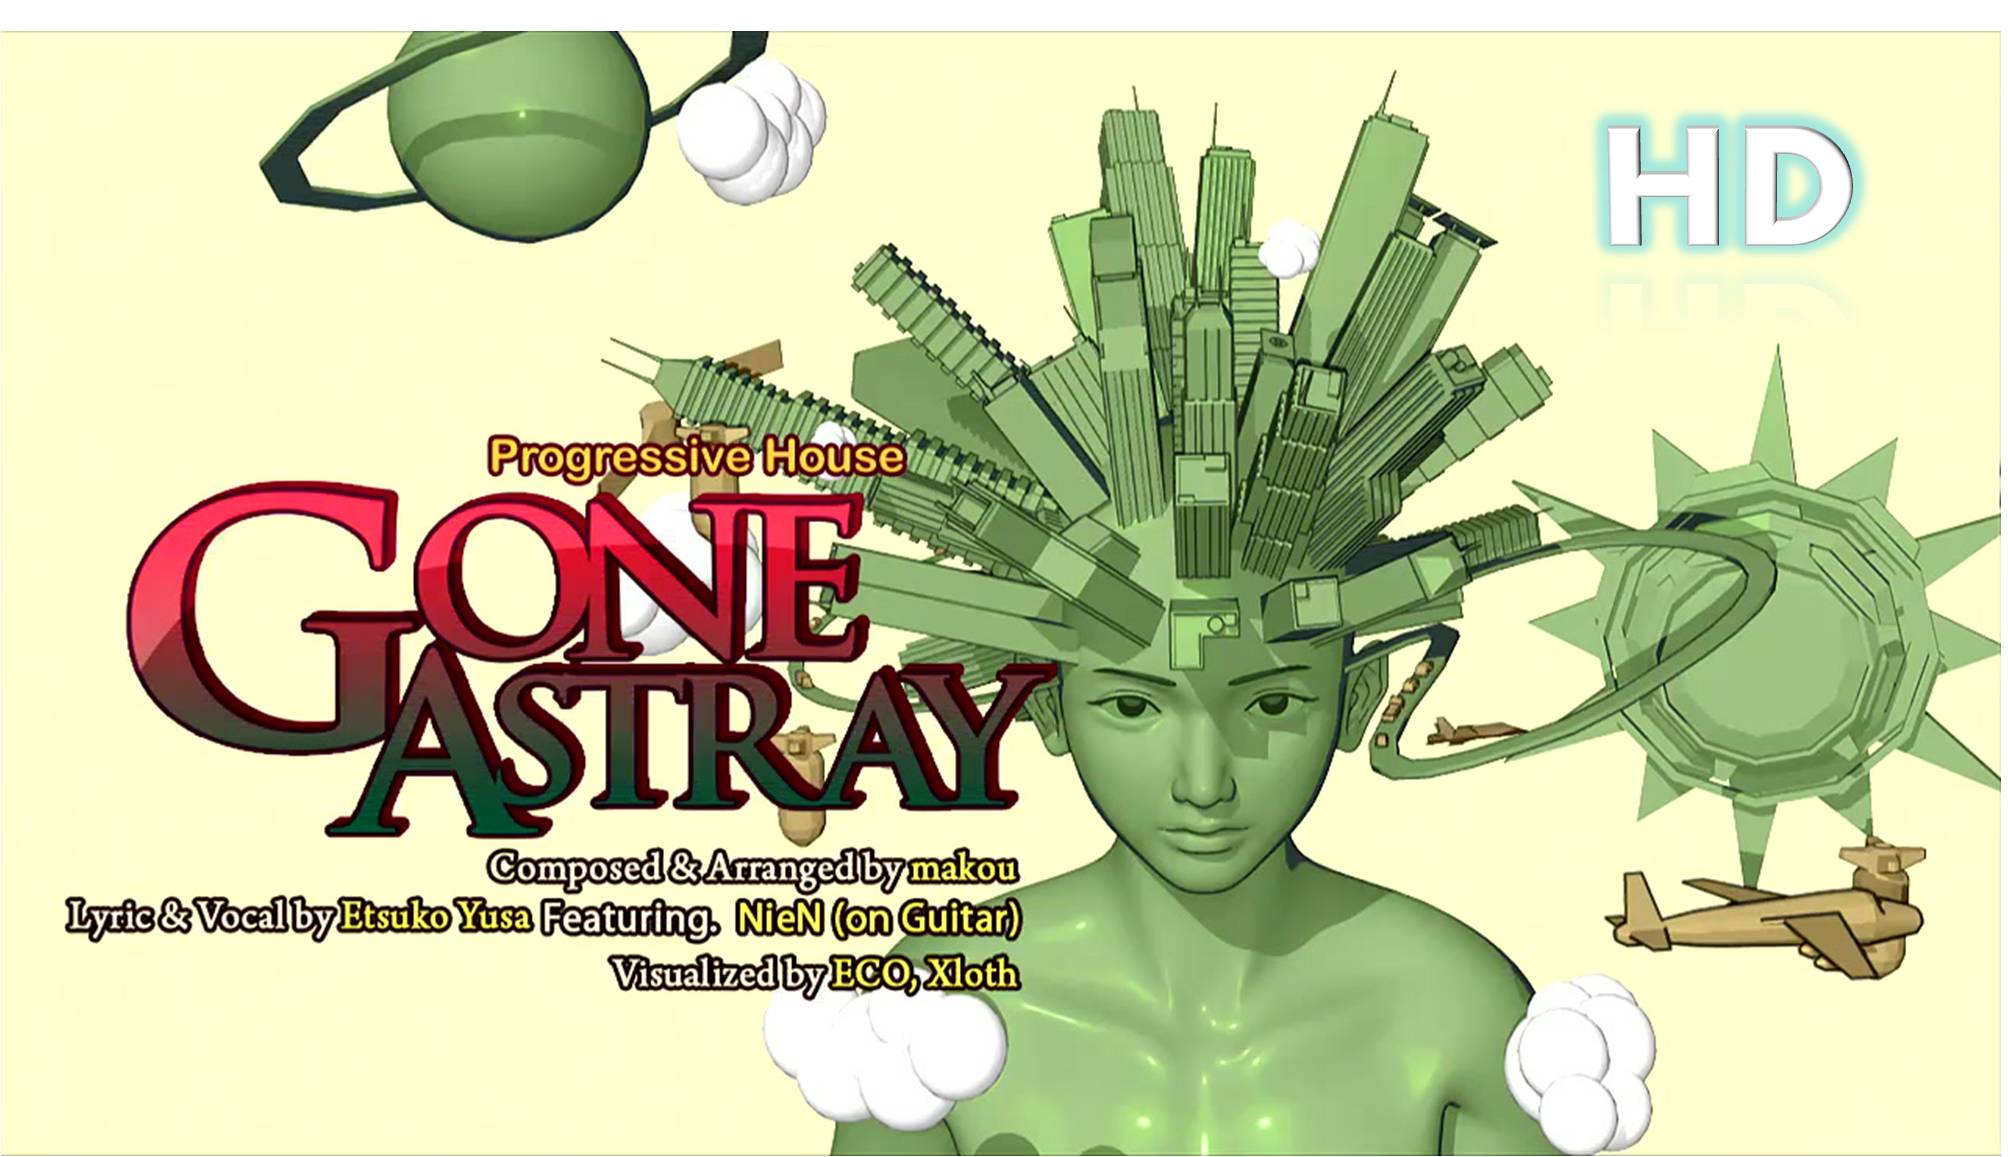 HD
Progressive House
GONE
ASTRAY
Composed & Arranged by makou
Lyric & Vocal by Etsuko Yusa Featuring. NieN (on Guitar)
Visualized by ECO, Xloth